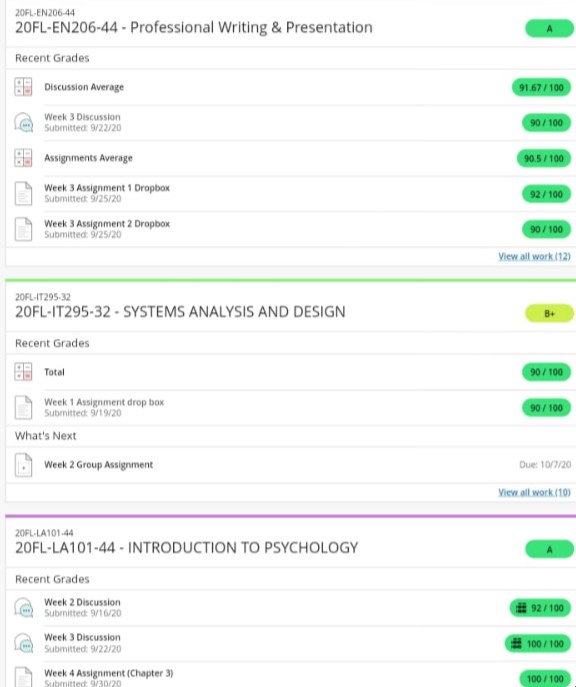 20FL-EN206-44
20FL-EN206-44 - Professional Writing & Presentation
A
Recent Grades
Discussion Average
91.67 / 100
Week 3 Discussion
Submitted: 9/22/20
90 / 100
Assignments Average
90.5 / 100
Week 3 Assignment 1 Dropbox
Submitted: 9/25/20
92 / 100
Week 3 Assignment 2 Dropbox
Submitted: 9/25/20
90 / 100
View all work (12)
20FL-IT295-32
20FL-IT295-32 - SYSTEMS ANALYSIS AND DESIGN
B+
Recent Grades
Total
90 / 100
Week 1 Assignment drop box
Submitted: 9/19/20
90 / 100
What's Next
Week 2 Group Assignment
Due: 10/7/20
View all work (10)
20FL-LA101-44
20FL-LA101-44 - INTRODUCTION TO PSYCHOLOGY
A
Recent Grades
Week 2 Discussion
Submitted: 9/16/20
92 / 100
Week 3 Discussion
Submitted: 9/22/20
100 / 100
Week 4 Assignment (Chapter 3)
Submitted: 9/30/20
100 / 100